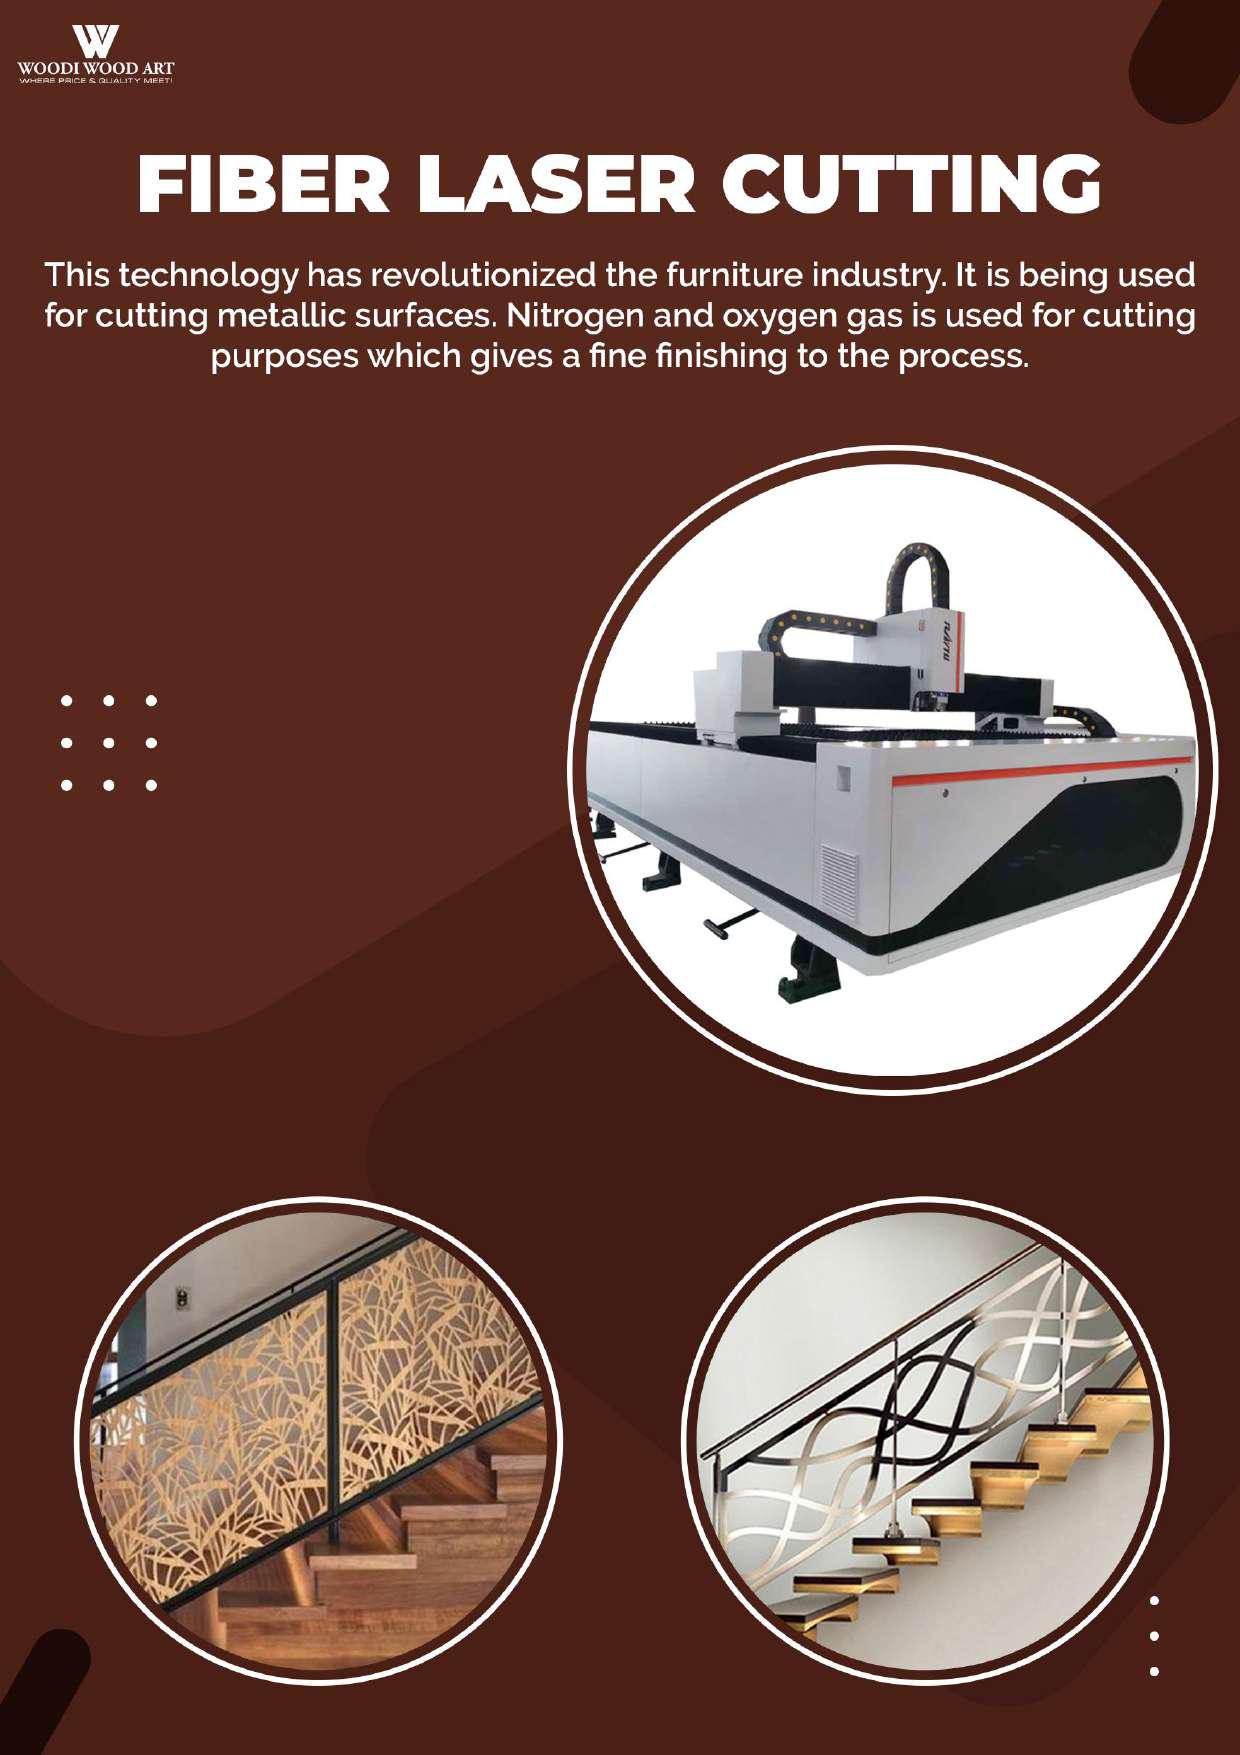 W
WOODI WOOD ART
WHERE PRICE & QUALITY MEET!
FIBER LASER CUTTING
This technology has revolutionized the furniture industry. It is being used
for cutting metallic surfaces. Nitrogen and oxygen gas is used for cutting
purposes which gives a fine finishing to the process.